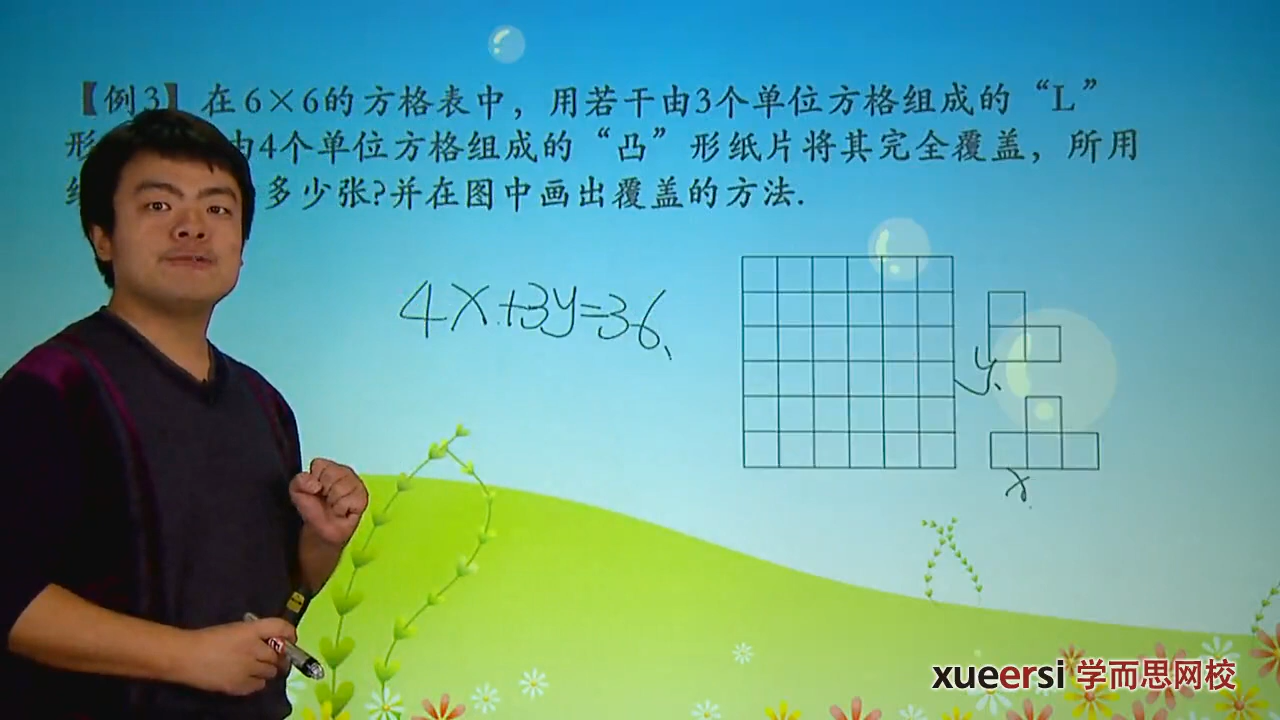 【例3】在6×6的方格表中，用若干由3个单位方格组成的“L”
形 由4个单位方格组成的“凸”形纸片将其完全覆盖，所用
多少张?并在图中画出覆盖的方法.
4x+3y=36、
y
x
xueersi 学而思网校